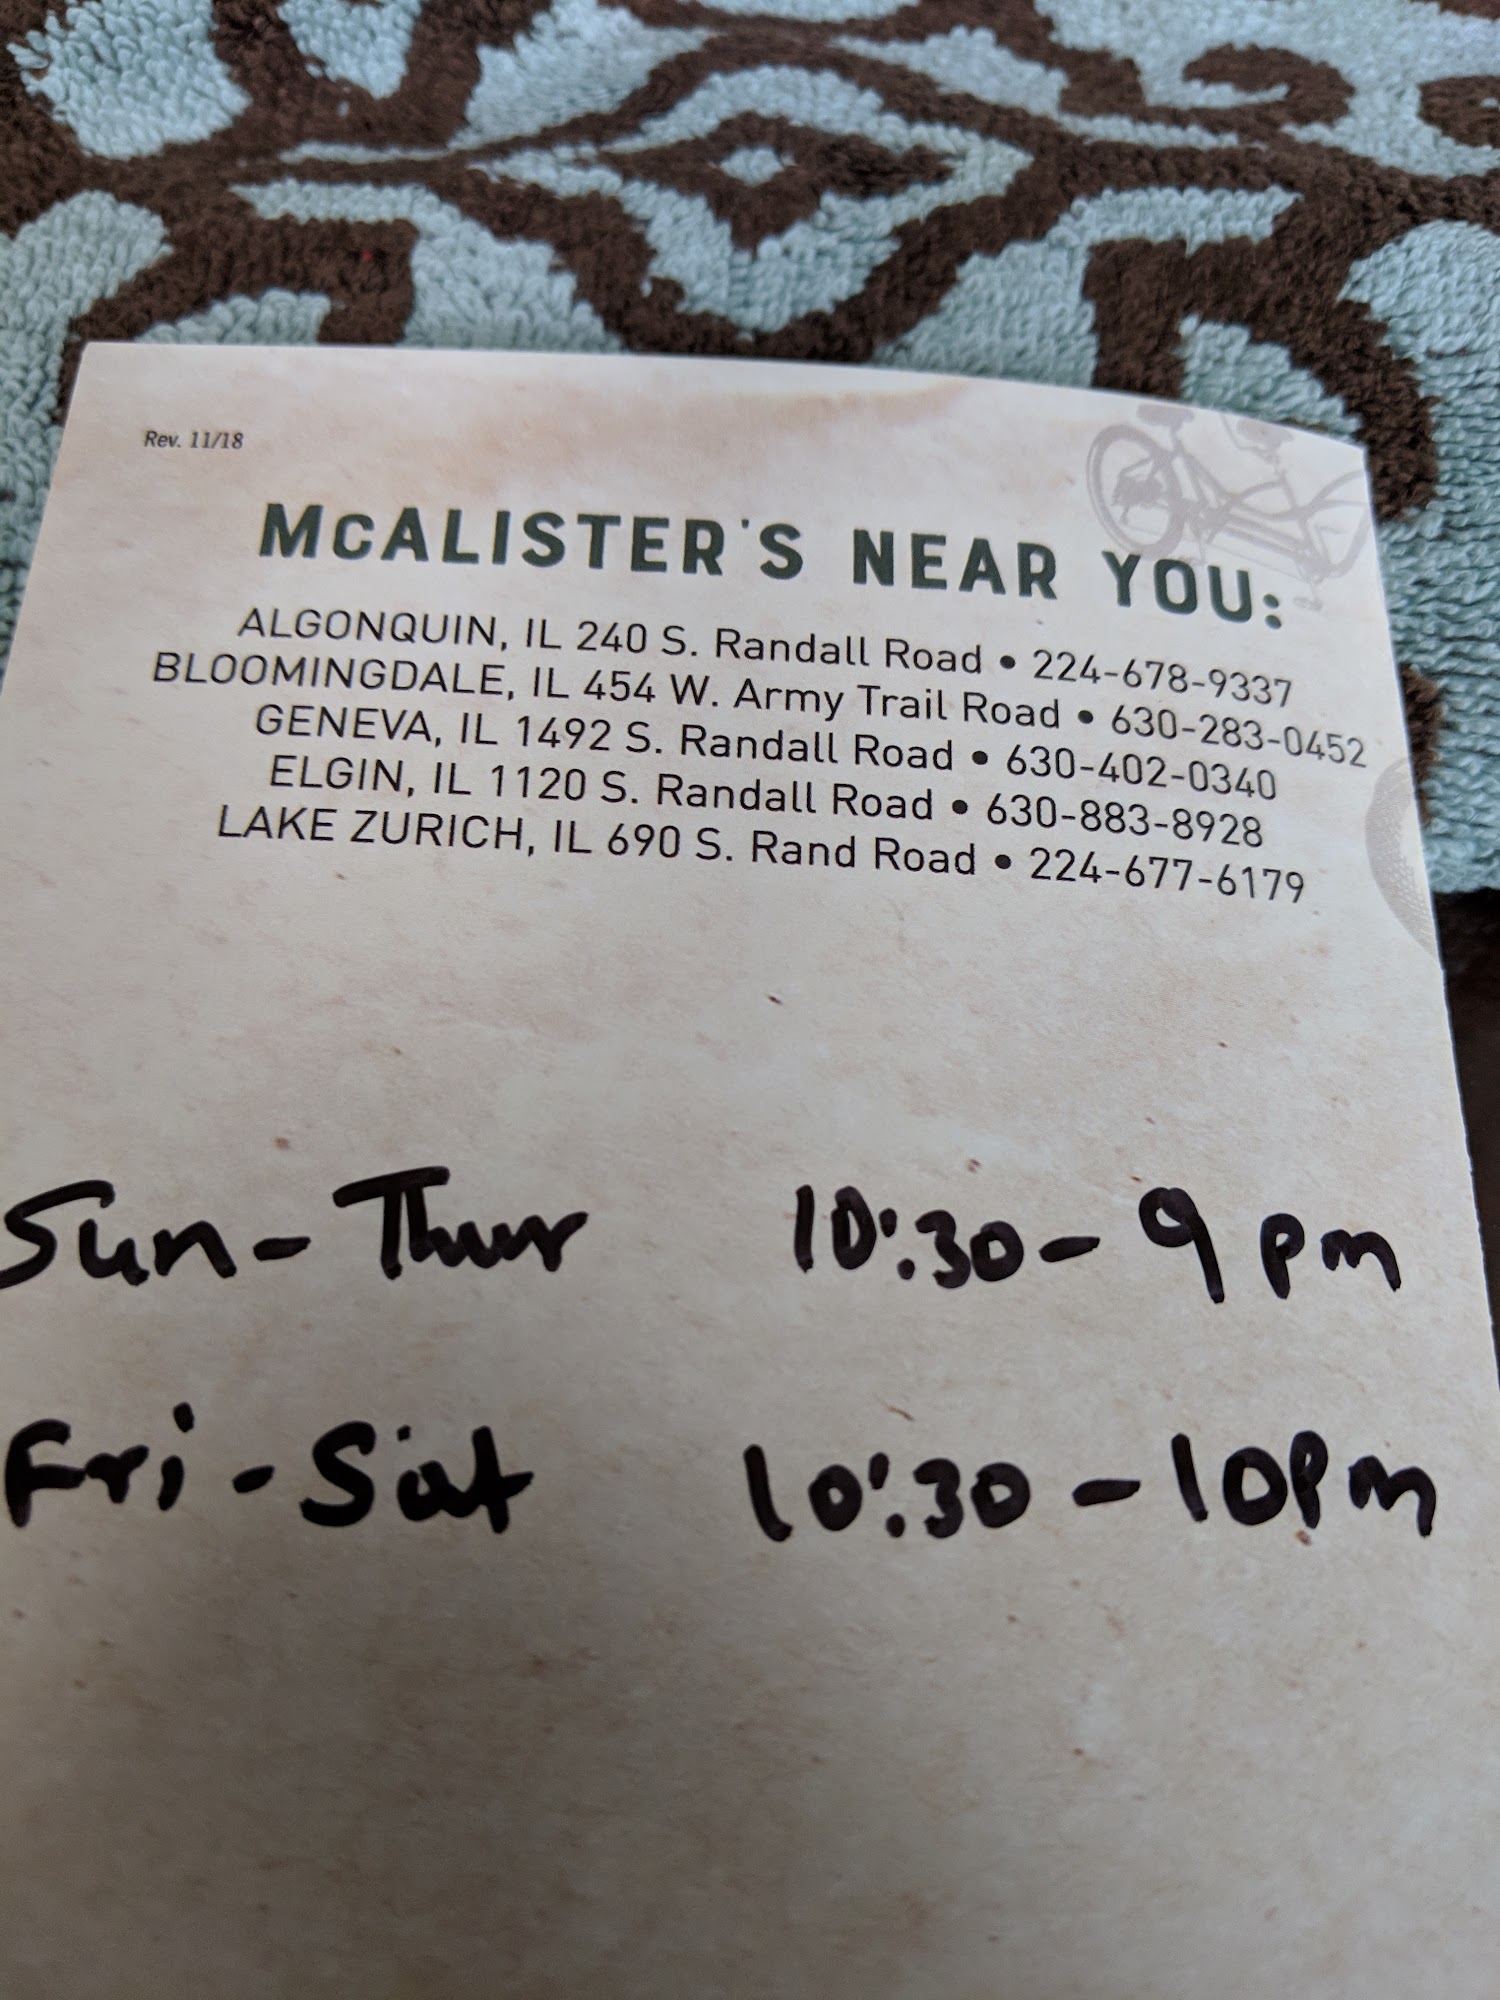 Rev. 11/18
McALISTER'S NEAR YOU:
ALGONQUIN, IL 240 S. Randall Road • 224-678-9337
BLOOMINGDALE, IL 454 W. Army Trail Road • 630-283-0452
GENEVA, IL 1492 S. Randall Road • 630-402-0340
ELGIN, IL 1120 S. Randall Road • 630-883-8928
LAKE ZURICH, IL 690 S. Rand Road • 224-677-6179
Sun - Thur 10:30 - 9 pm
Fri - Sat 10:30 - 10pm